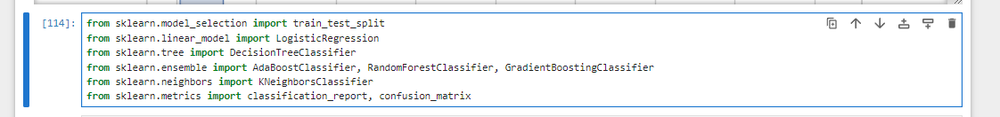 [114]:
from sklearn.model_selection import train_test_split
from sklearn.linear_model import LogisticRegression
from sklearn.tree import DecisionTreeClassifier
from sklearn.ensemble import AdaBoostClassifier, RandomForestClassifier, GradientBoostingClassifier
from sklearn.neighbors import KNeighborsClassifier
from sklearn.metrics import classification_report, confusion_matrix